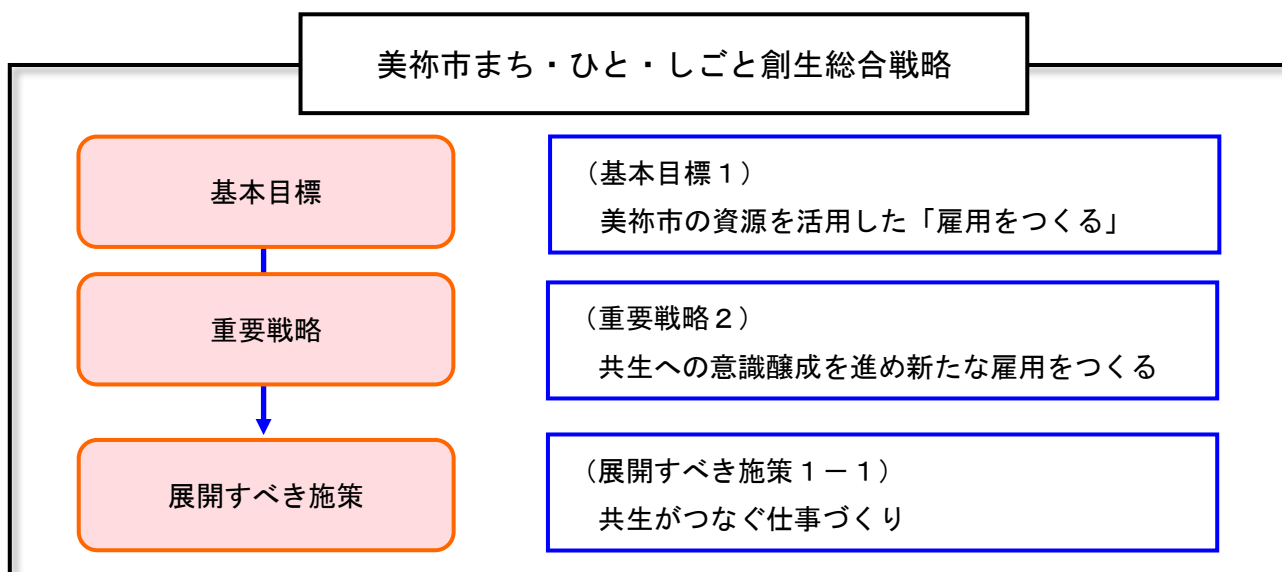 美祢市まち・ひと・しごと創生総合戦略
基本目標
（基本目標１）
美祢市の資源を活用した「雇用をつくる」
重要戦略
（重要戦略２）
共生への意識醸成を進め新たな雇用をつくる
展開すべき施策
（展開すべき施策１－１）
共生がつなぐ仕事づくり